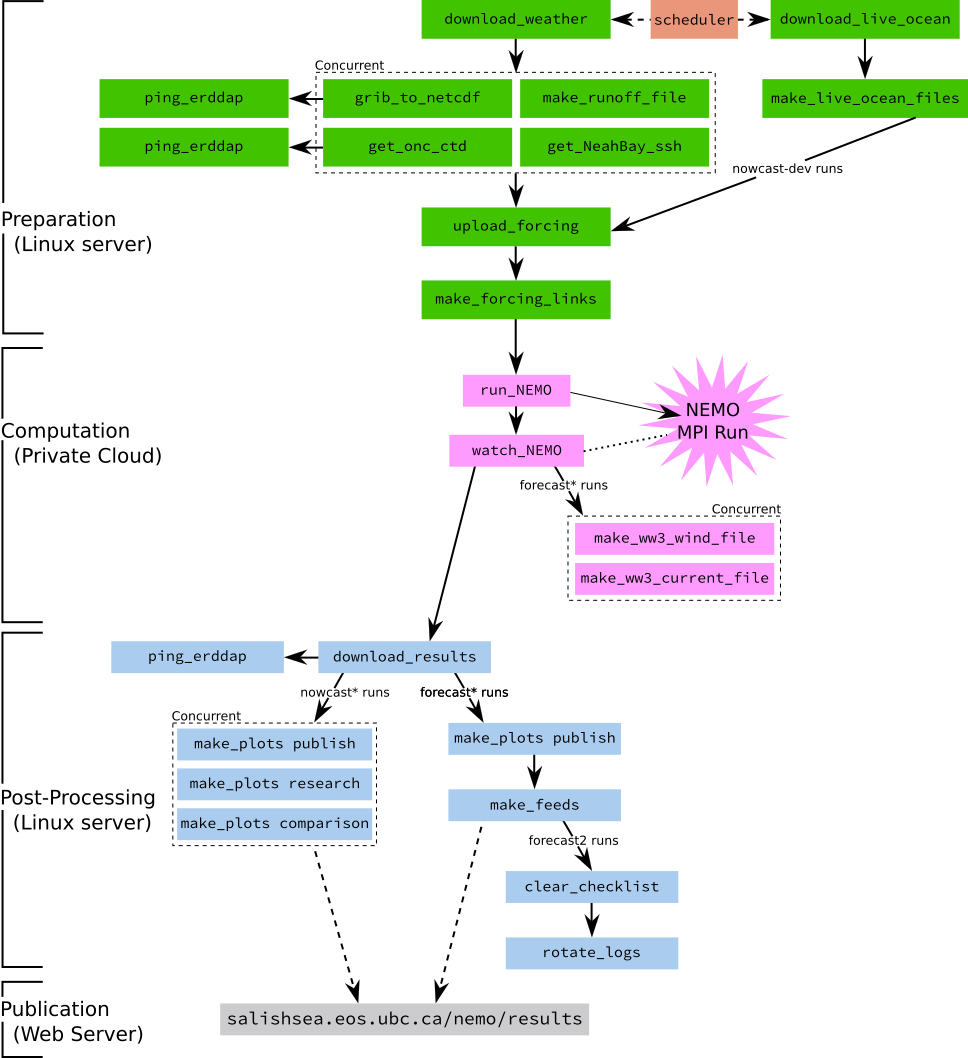 download_weather
scheduler
download_live_ocean
Concurrent
ping_erddap
grib_to_netcdf
make_runoff_file
make_live_ocean_files
ping_erddap
get_onc_ctd
get_NeahBay_ssh
nowcast-dev runs
Preparation
(Linux server)
upload_forcing
make_forcing_links
run_NEMO
NEMO
MPI Run
Computation
(Private Cloud)
watch_NEMO
forecast* runs
Concurrent
make_ww3_wind_file
make_ww3_current_file
ping_erddap
download_results
nowcast* runs
forecast* runs
Concurrent
make_plots publish
make_plots publish
make_plots research
make_plots comparison
Post-Processing
(Linux server)
make_feeds
forecast2 runs
clear_checklist
rotate_logs
Publication
(Web Server)
salishsea.eos.ubc.ca/nemo/results